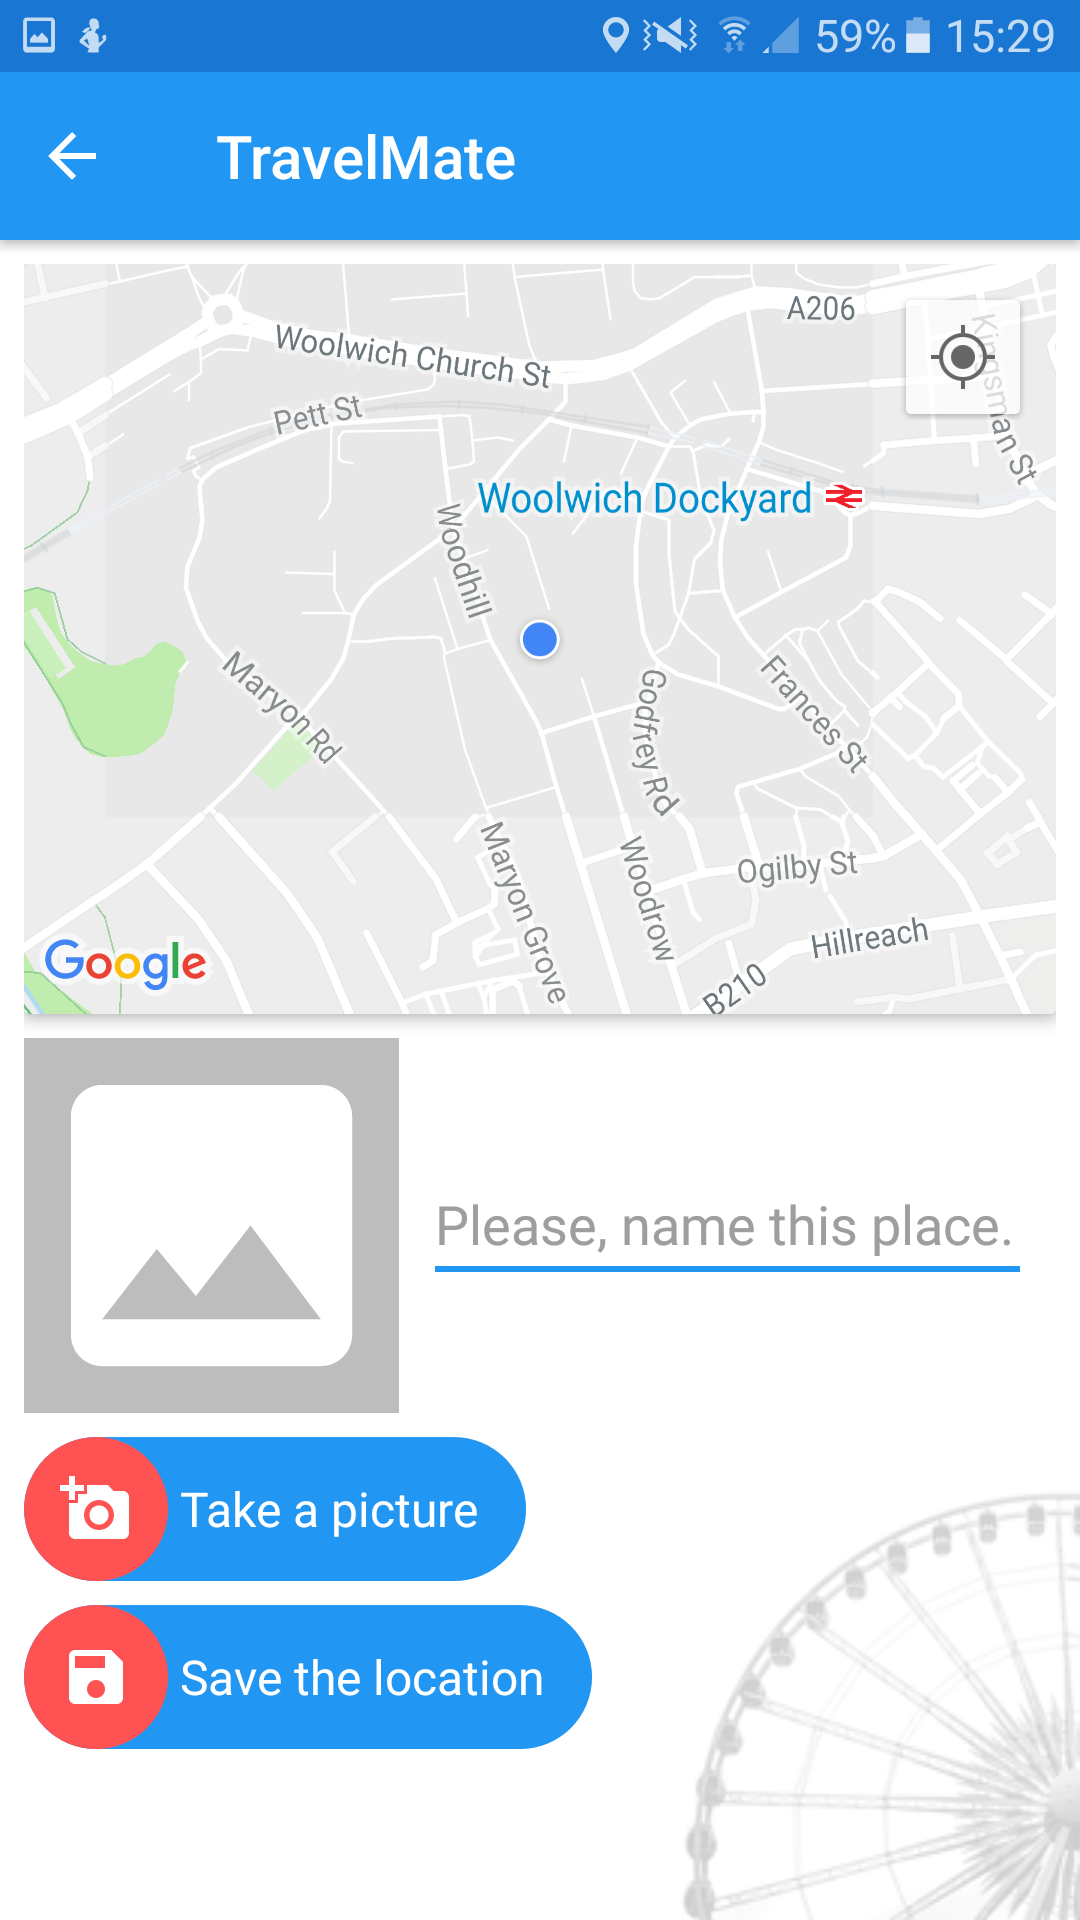 59% 15:29
TravelMate
A206
Woolwich Church St
Kingsman St
Pett St
Woolwich Dockyard
Woodhill
Maryon Rd
Godfrey Rd
Frances St
Maryon Grove
Woodrow
Ogilby St
Hillreach
B210
Google
Please, name this place.
Take a picture
Save the location